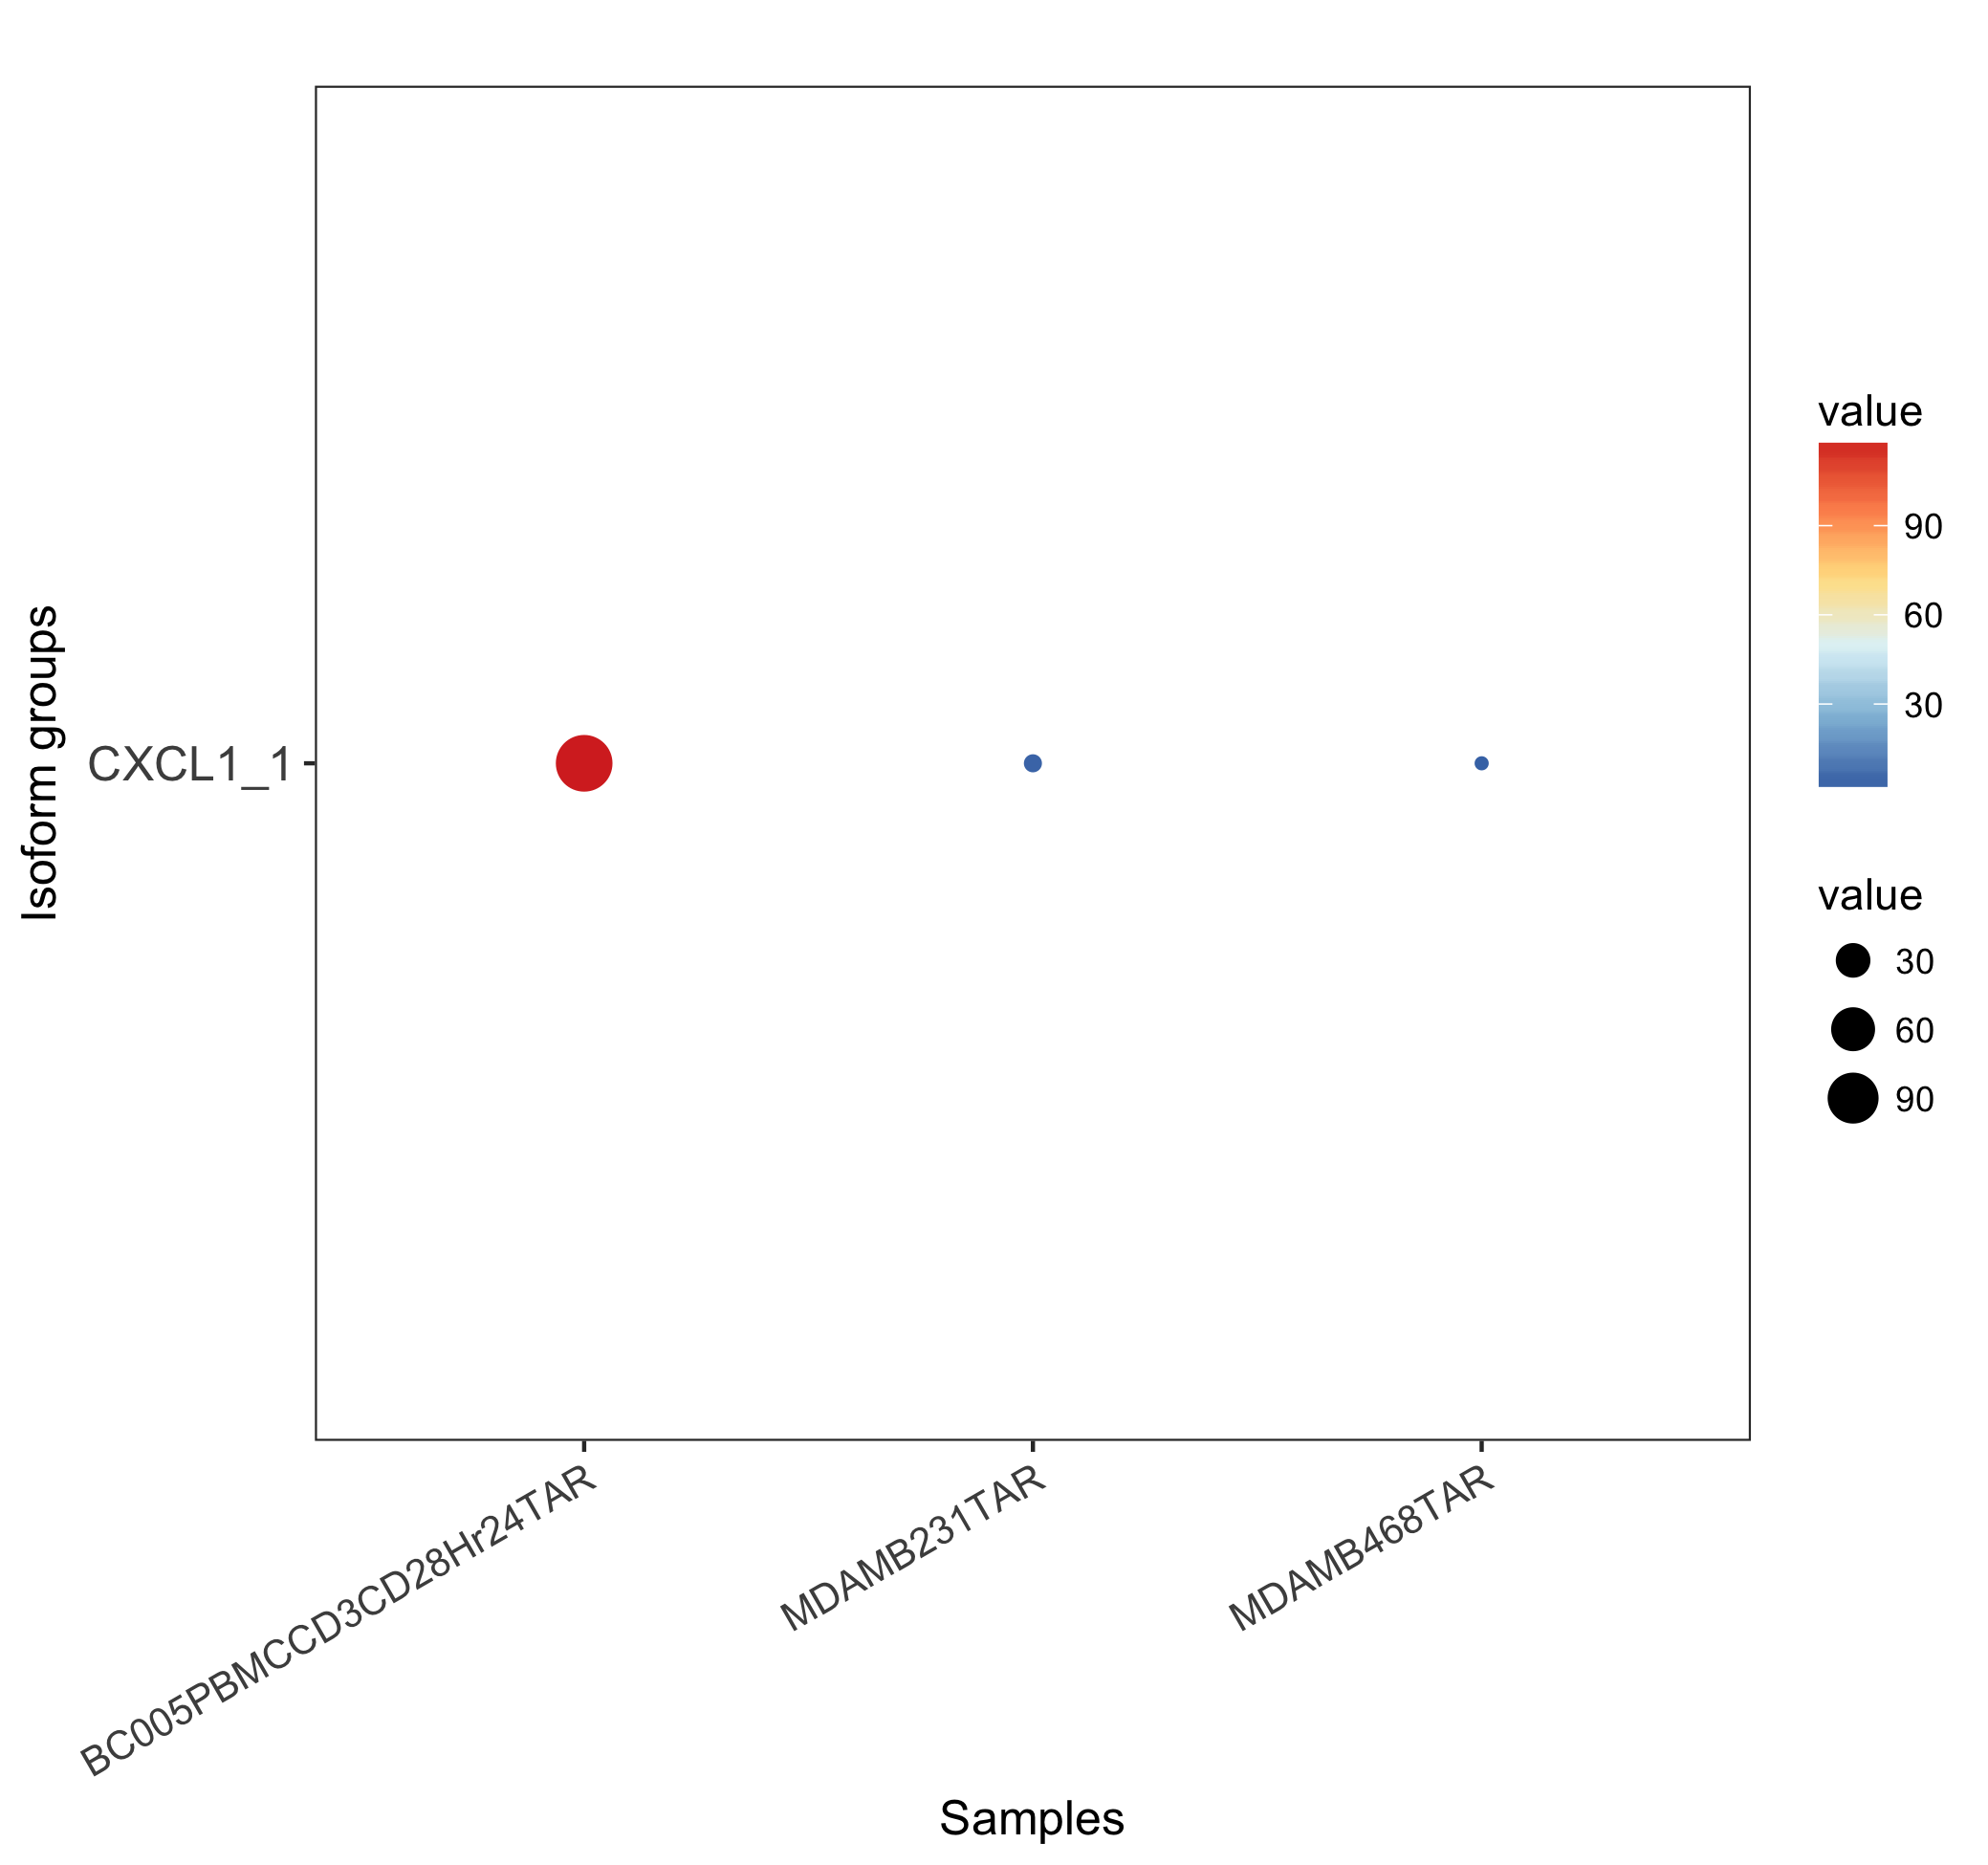 Isoform groups
CXCL1_1
BC005PBMCCD3CD28Hr24TAR
MDAMB231TAR
MDAMB468TAR
Samples
value
90
60
30
value
30
60
90